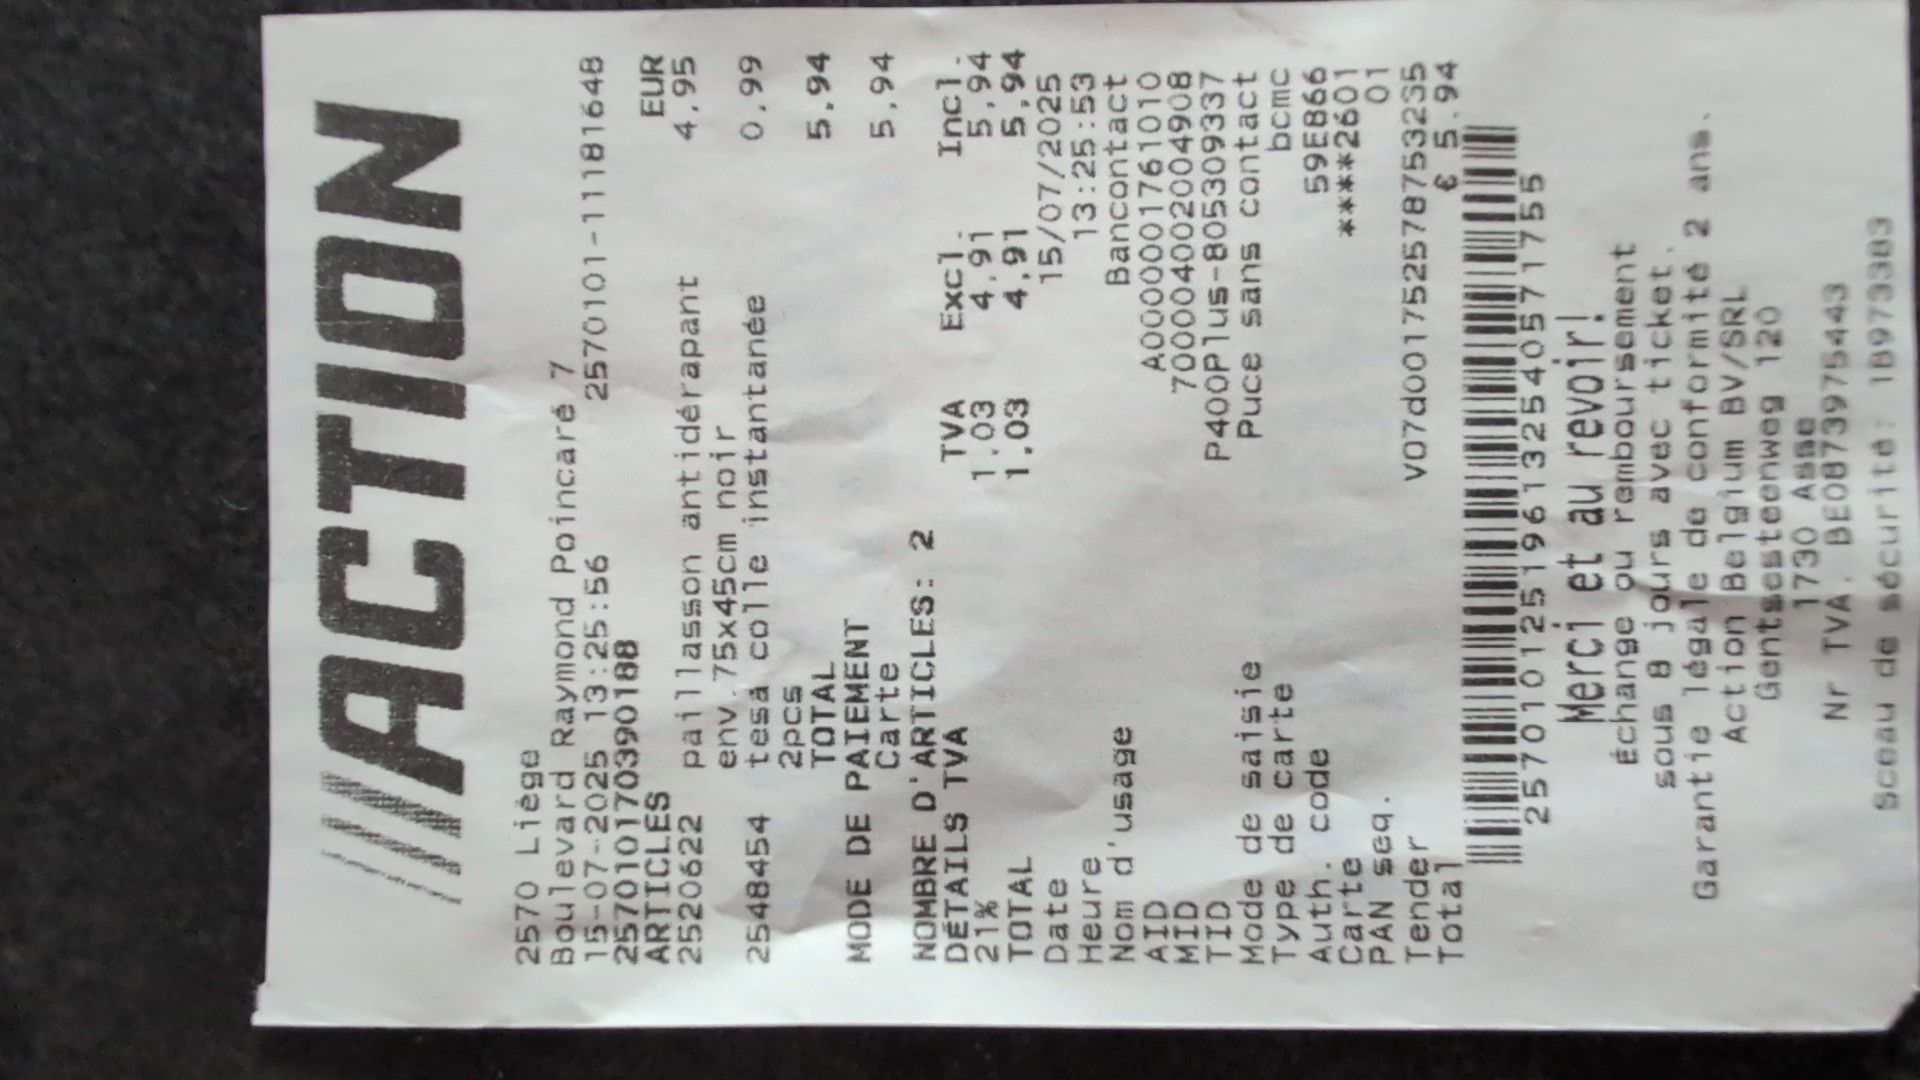 ACTION
2570 Liège
Boulevard Raymond Poincaré 7
15-07-2025 13:25:56 2570101-11181648
257010170390188
ARTICLES EUR
2520622 paillasson antidérapant 4,95
env.75x45cm noir
2548454 tesa colle instantanée 0,99
2pcs
TOTAL 5,94
MODE DE PAIEMENT
Carte 5,94
NOMBRE D'ARTICLES: 2
DÉTAILS TVA TVA Excl. Incl.
21% 1.03 4,91 5,94
TOTAL 1,03 4,91 5,94
Date 15/07/2025
Heure 13:25:53
Nom d'usage Bancontact
AID A0000001761010
MID 700004002004908
TID P400Plus-805309337
Mode de saisie Puce sans contact
Type de carte bcmc
Auth. code 59E866
Carte ****2601
PAN seq. 01
Tender V07d001752578753235
Total € 5.94
257010125196132540571755
Merci et au revoir!
Échange ou remboursement
sous 8 jours avec ticket.
Garantie légale de conformité 2 ans.
Action Belgium BV/SRL
Gentsesteenweg 120
1730 Asse
Nr TVA. BE0873975443
Sceau de sécurité: